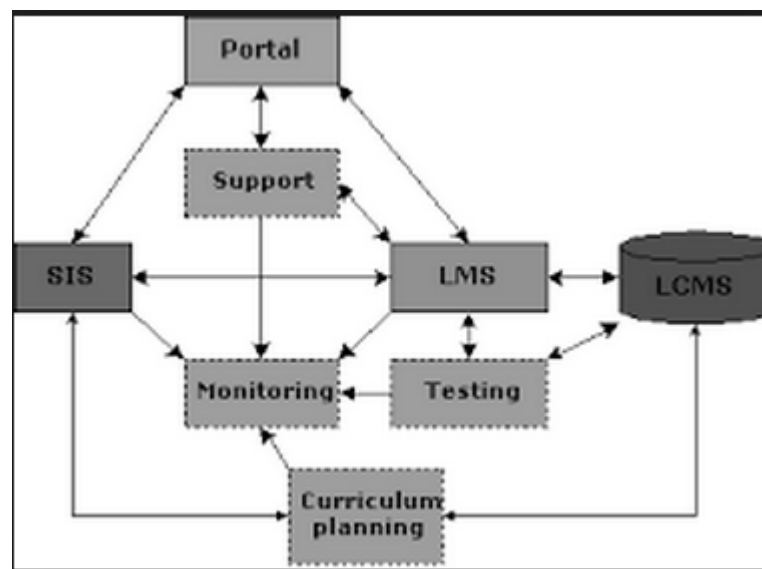 Portal
Support
SIS
LMS
LCMS
Monitoring
Testing
Curriculum
planning